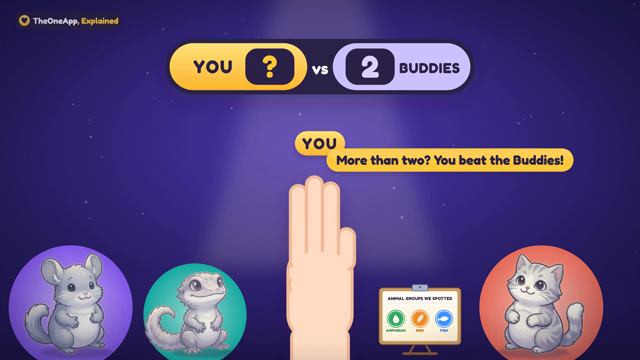 TheOneApp, Explained
YOU ? vs 2 BUDDIES
YOU
More than two? You beat the Buddies!
ANIMAL GROUPS WE SPOTTED
AMPHIBIAN BIRD FISH